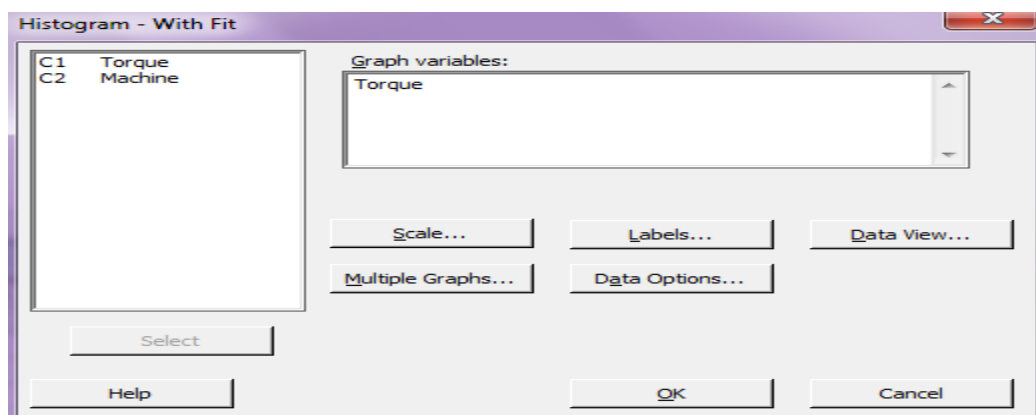 Histogram - With Fit
C1 Torque
C2 Machine
Graph variables:
Torque
Scale...
Labels...
Data View...
Multiple Graphs...
Data Options...
Select
Help
OK
Cancel